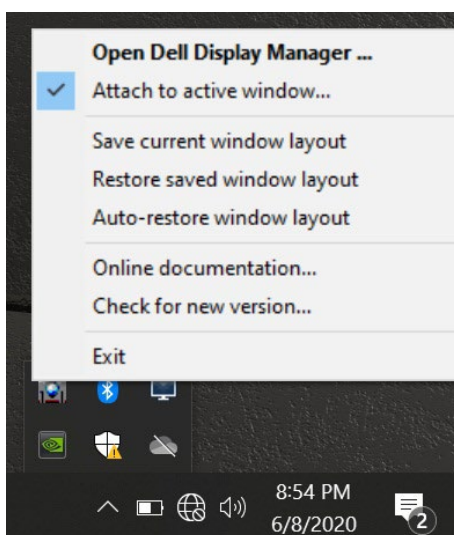 Open Dell Display Manager ...
Attach to active window...
Save current window layout
Restore saved window layout
Auto-restore window layout
Online documentation...
Check for new version...
Exit
8:54 PM
6/8/2020
2